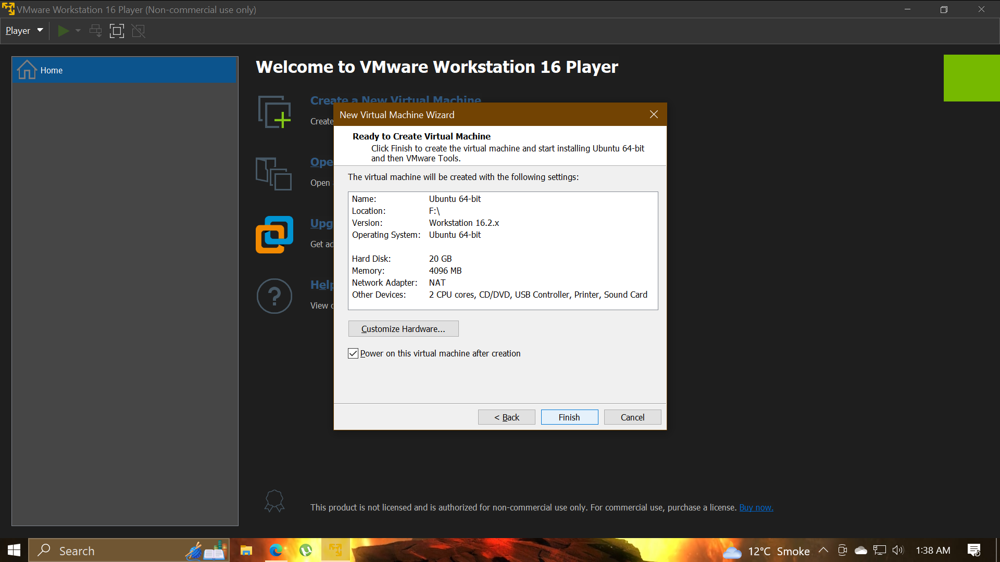 VMware Workstation 16 Player (Non-commercial use only)
Player
Home
Welcome to VMware Workstation 16 Player
Create a New Virtual Machine
Create
New Virtual Machine Wizard
Ready to Create Virtual Machine
Click Finish to create the virtual machine and start installing Ubuntu 64-bit
and then VMware Tools.
The virtual machine will be created with the following settings:
Name: Ubuntu 64-bit
Location: F:\
Version: Workstation 16.2.x
Operating System: Ubuntu 64-bit
Hard Disk: 20 GB
Memory: 4096 MB
Network Adapter: NAT
Other Devices: 2 CPU cores, CD/DVD, USB Controller, Printer, Sound Card
Customize Hardware...
Power on this virtual machine after creation
< Back
Finish
Cancel
Ope
Open
Upg
Get ad
?
Help
View
This product is not licensed and is authorized for non-commercial use only. For commercial use, purchase a license. Buy now.
Search
12°C Smoke
1:38 AM